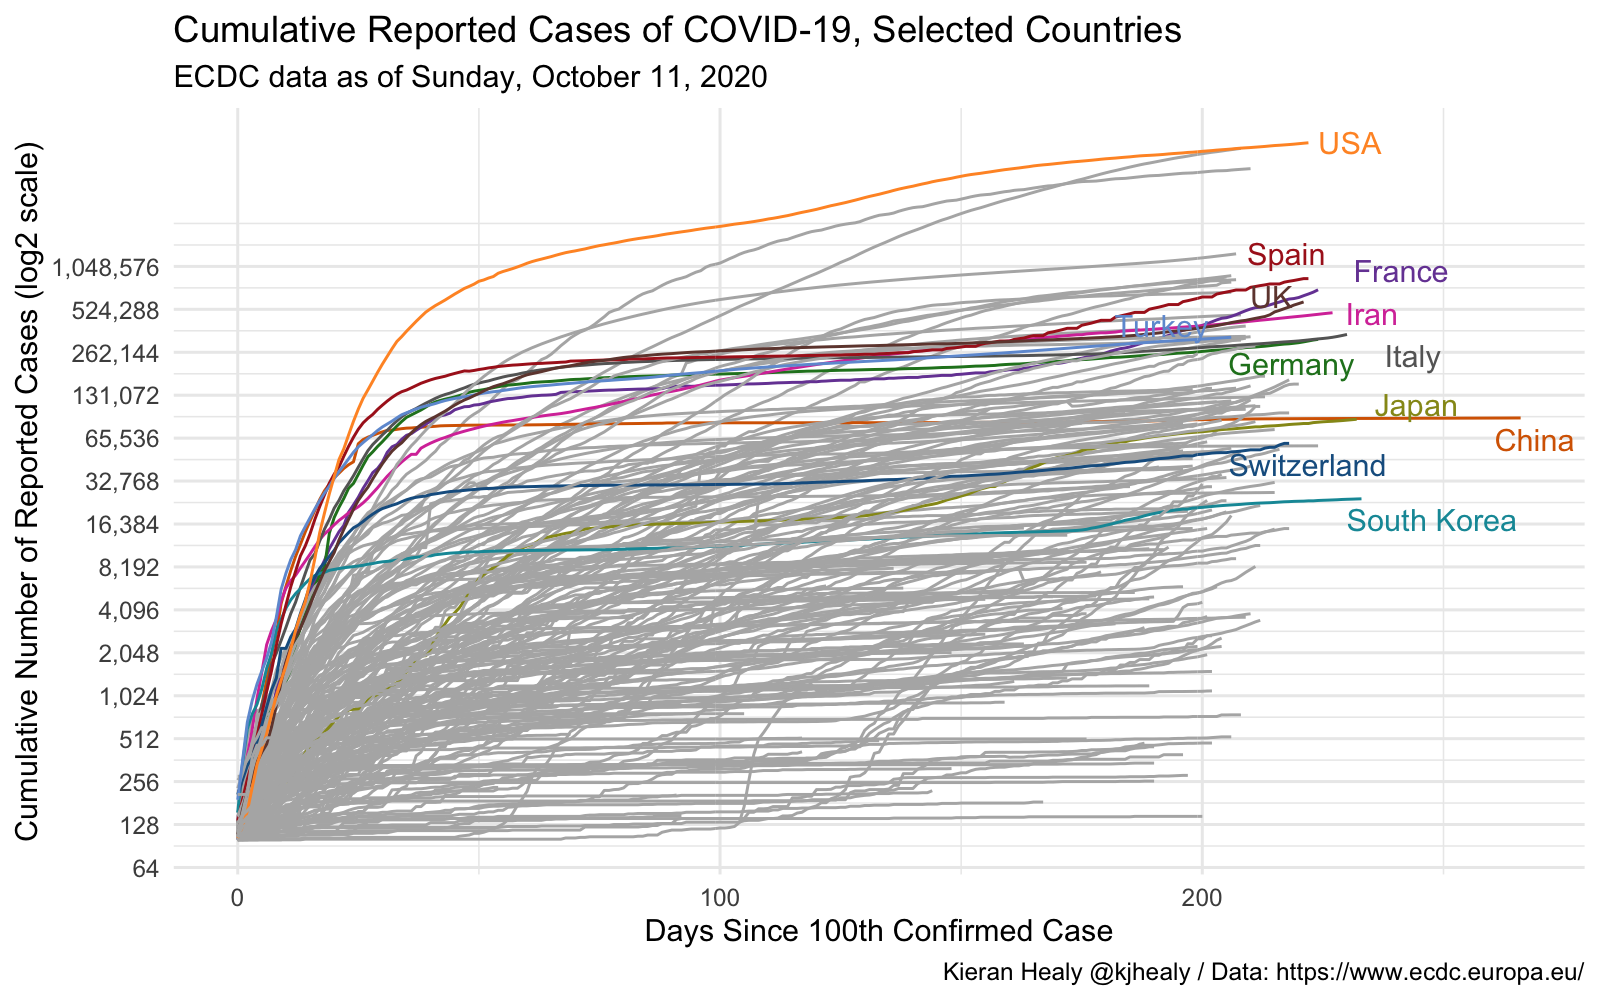 Cumulative Reported Cases of COVID-19, Selected Countries
ECDC data as of Sunday, October 11, 2020
Cumulative Number of Reported Cases (log2 scale)
1,048,576
524,288
262,144
131,072
65,536
32,768
16,384
8,192
4,096
2,048
1,024
512
256
128
64
USA
Spain
France
UK
Iran
Turkey
Italy
Germany
Japan
China
Switzerland
South Korea
0
100
200
Days Since 100th Confirmed Case
Kieran Healy @kjhealy / Data: https://www.ecdc.europa.eu/